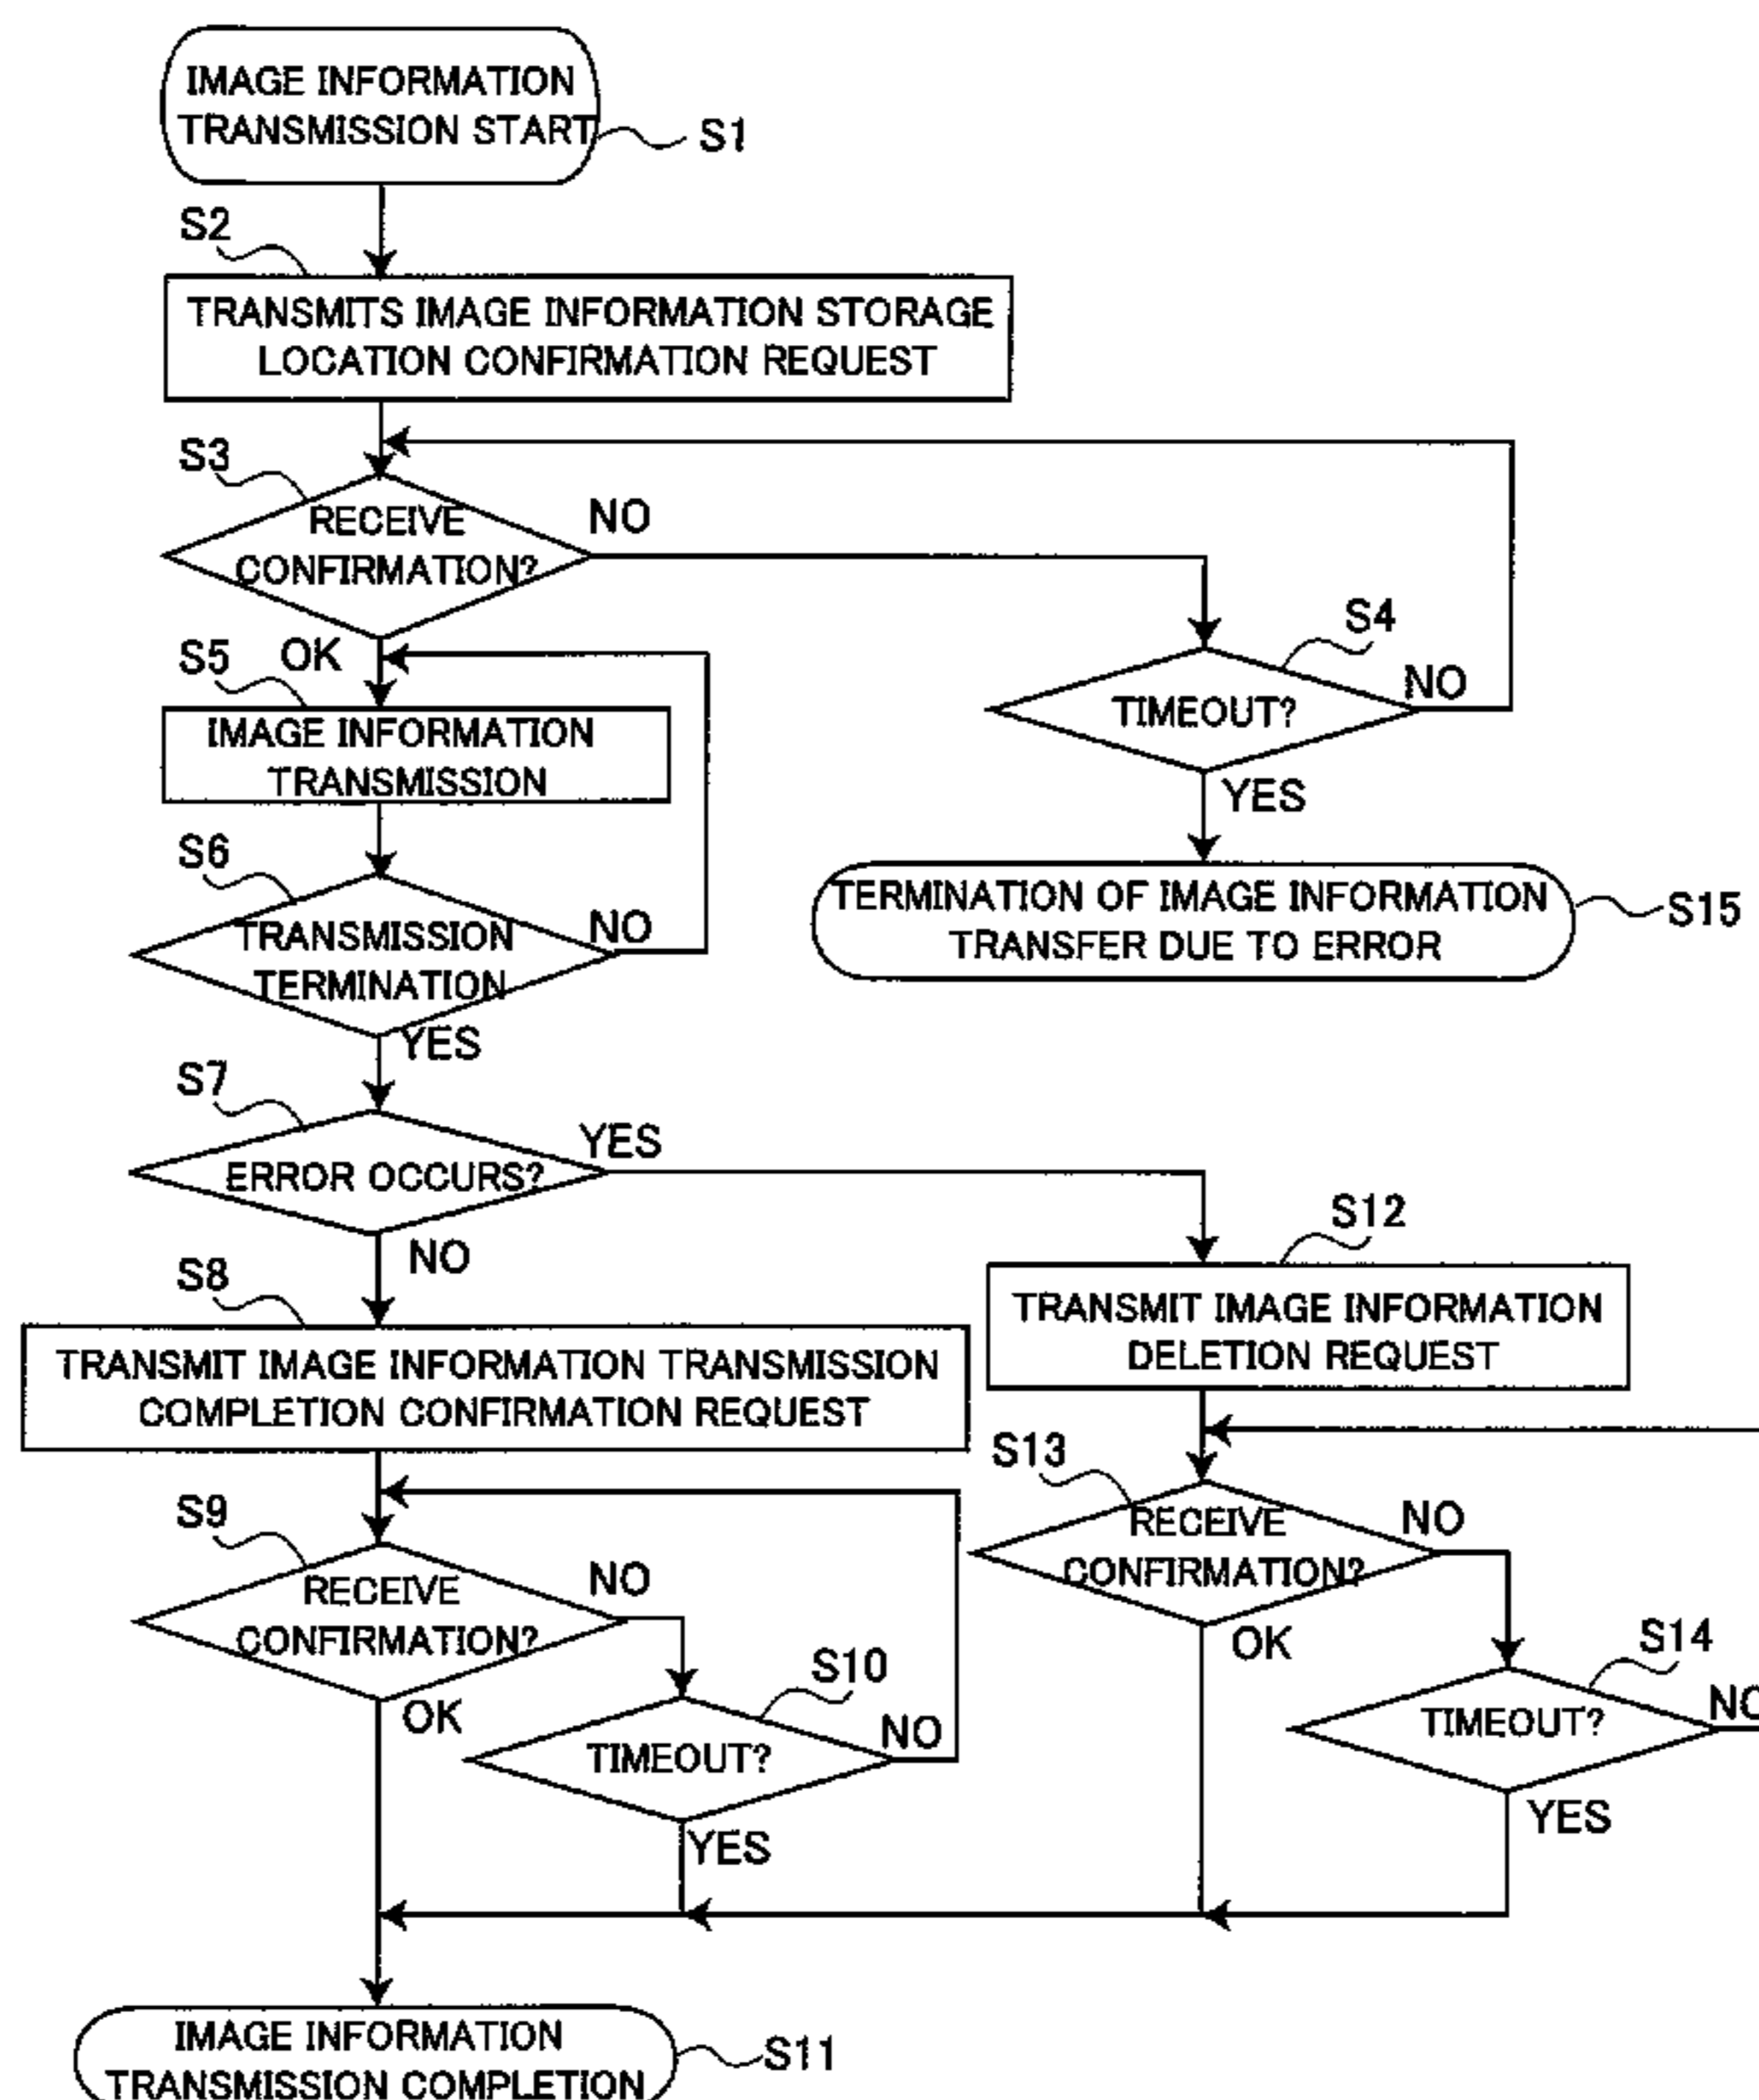 IMAGE INFORMATION
TRANSMISSION START
S1
S2
TRANSMITS IMAGE INFORMATION STORAGE
LOCATION CONFIRMATION REQUEST
S3
RECEIVE
CONFIRMATION?
NO
OK
S4
TIMEOUT?
NO
YES
S5
IMAGE INFORMATION
TRANSMISSION
S6
TRANSMISSION
TERMINATION
NO
YES
TERMINATION OF IMAGE INFORMATION
TRANSFER DUE TO ERROR
S15
S7
ERROR OCCURS?
YES
NO
S8
TRANSMIT IMAGE INFORMATION TRANSMISSION
COMPLETION CONFIRMATION REQUEST
S12
TRANSMIT IMAGE INFORMATION
DELETION REQUEST
S9
RECEIVE
CONFIRMATION?
NO
OK
S10
TIMEOUT?
NO
YES
S13
RECEIVE
CONFIRMATION?
NO
OK
S14
TIMEOUT?
NO
YES
IMAGE INFORMATION
TRANSMISSION COMPLETION
S11